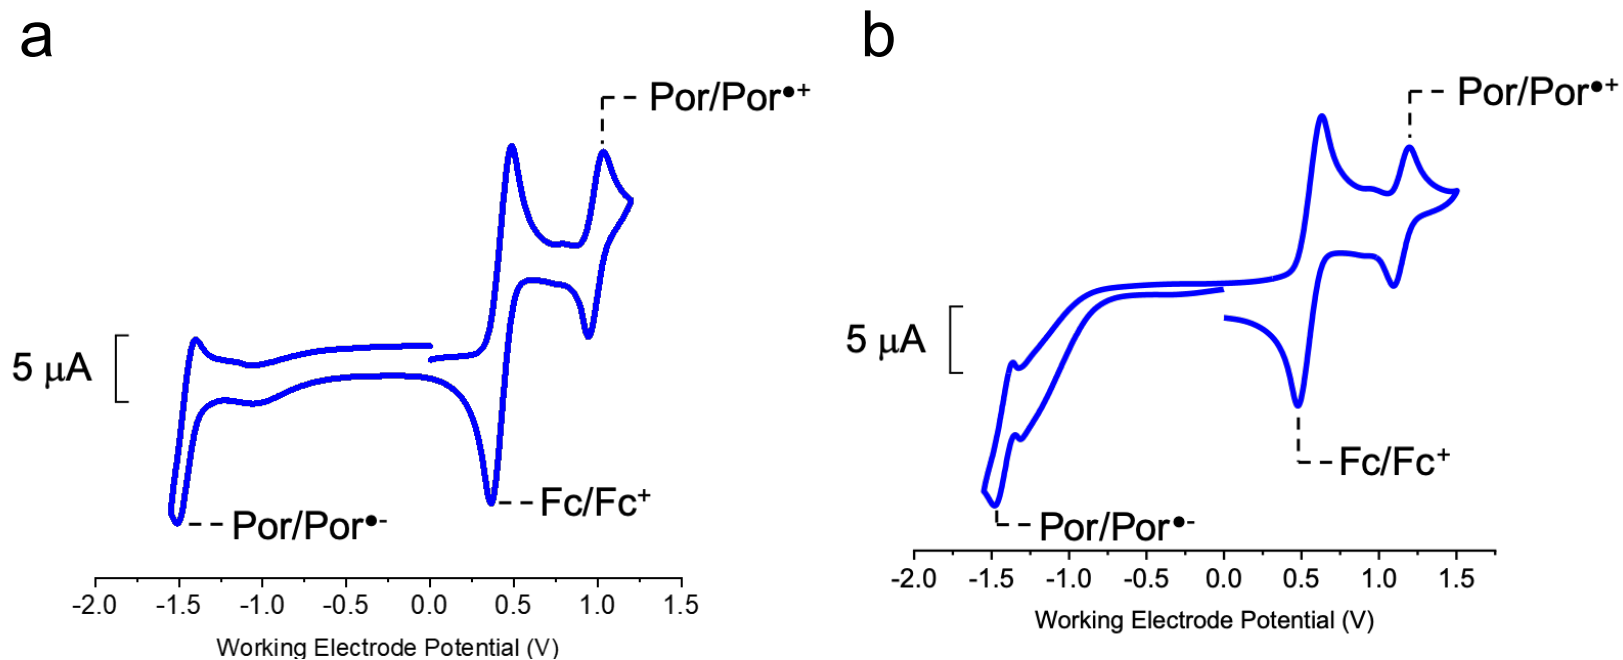 a
Por/Por●+
5 μA
Fc/Fc+
Por/Por●-
-2.0 -1.5 -1.0 -0.5 0.0 0.5 1.0 1.5
Working Electrode Potential (V)
b
Por/Por●+
5 μA
Fc/Fc+
Por/Por●-
-2.0 -1.5 -1.0 -0.5 0.0 0.5 1.0 1.5
Working Electrode Potential (V)